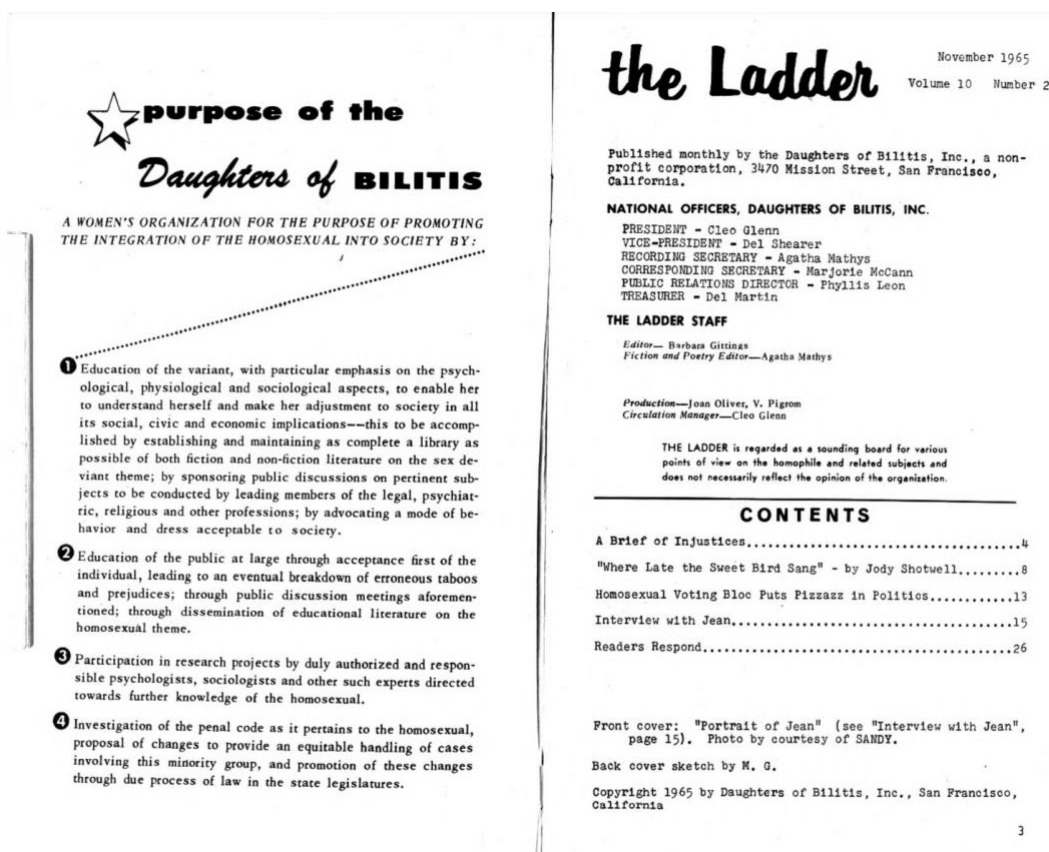 purpose of the
Daughters of BILITIS
A WOMEN'S ORGANIZATION FOR THE PURPOSE OF PROMOTING
THE INTEGRATION OF THE HOMOSEXUAL INTO SOCIETY BY:
1 Education of the variant, with particular emphasis on the psych-
ological, physiological and sociological aspects, to enable her
to understand herself and make her adjustment to society in all
its social, civic and economic implications--this to be accomp-
lished by establishing and maintaining as complete a library as
possible of both fiction and non-fiction literature on the sex de-
viant theme; by sponsoring public discussions on pertinent sub-
jects to be conducted by leading members of the legal, psychiat-
ric, religious and other professions; by advocating a mode of be-
havior and dress acceptable to society.
2 Education of the public at large through acceptance first of the
individual, leading to an eventual breakdown of erroneous taboos
and prejudices; through public discussion meetings aforemen-
tioned; through dissemination of educational literature on the
homosexual theme.
3 Participation in research projects by duly authorized and respon-
sible psychologists, sociologists and other such experts directed
towards further knowledge of the homosexual.
4 Investigation of the penal code as it pertains to the homosexual,
proposal of changes to provide an equitable handling of cases
involving this minority group, and promotion of these changes
through due process of law in the state legislatures.
the Ladder
November 1965
Volume 10 Number 2
Published monthly by the Daughters of Bilitis, Inc., a non-
profit corporation, 3470 Mission Street, San Francisco,
California.
NATIONAL OFFICERS, DAUGHTERS OF BILITIS, INC.
PRESIDENT - Cleo Glenn
VICE-PRESIDENT - Del Shearer
RECORDING SECRETARY - Agatha Mathys
CORRESPONDING SECRETARY - Marjorie McCann
PUBLIC RELATIONS DIRECTOR - Phyllis Leon
TREASURER - Del Martin
THE LADDER STAFF
Editor—Barbara Gittings
Fiction and Poetry Editor—Agatha Mathys
Production—Joan Oliver, V. Pigrom
Circulation Manager—Cleo Glenn
THE LADDER is regarded as a sounding board for various
points of view on the homophile and related subjects and
does not necessarily reflect the opinion of the organization.
CONTENTS
A Brief of Injustices.....................................4
"Where Late the Sweet Bird Sang" - by Jody Shotwell.........8
Homosexual Voting Bloc Puts Pizzazz in Politics............13
Interview with Jean.......................................15
Readers Respond...........................................26
Front cover: "Portrait of Jean" (see "Interview with Jean",
page 15). Photo by courtesy of SANDY.
Back cover sketch by M. G.
Copyright 1965 by Daughters of Bilitis, Inc., San Francisco,
California
3